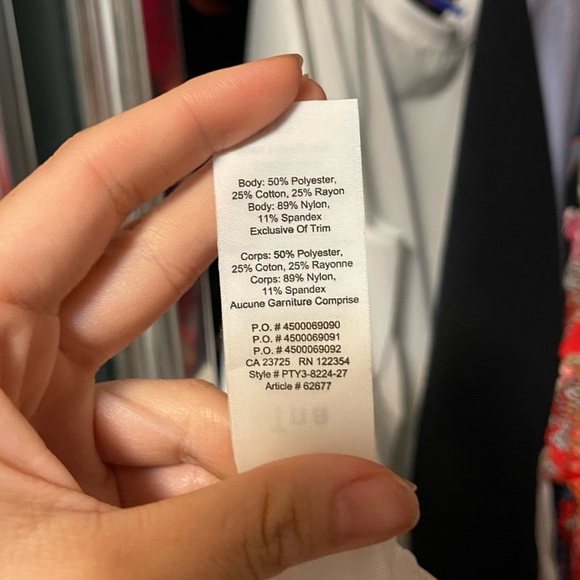 Body: 50% Polyester,
25% Cotton, 25% Rayon
Body: 89% Nylon,
11% Spandex
Exclusive Of Trim
Corps: 50% Polyester,
25% Coton, 25% Rayonne
Corps: 89% Nylon,
11% Spandex
Aucune Garniture Comprise
P.O. # 4500069090
P.O. # 4500069091
P.O. # 4500069092
CA 23725 RN 122354
Style # PTY3-8224-27
Article # 62677